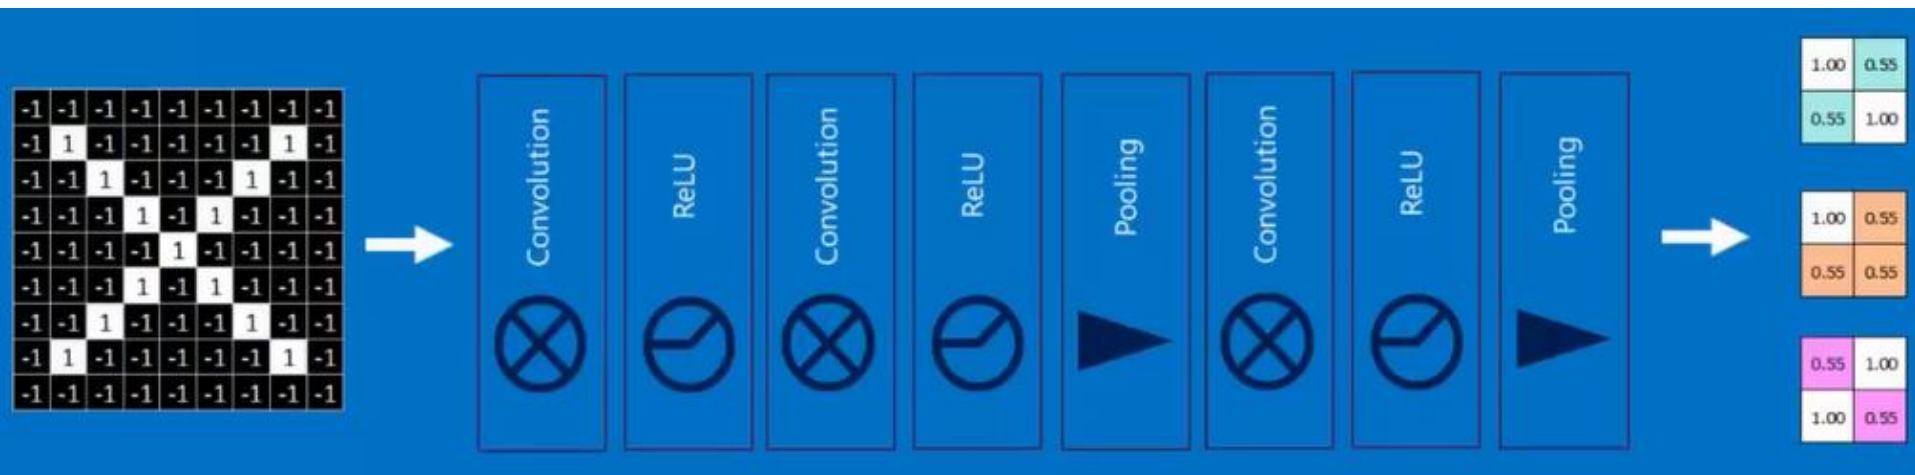 -1 -1 -1 -1 -1 -1 -1 -1 -1
-1 1 -1 -1 -1 -1 -1 1 -1
-1 -1 1 -1 -1 -1 1 -1 -1
-1 -1 -1 1 -1 1 -1 -1 -1
-1 -1 -1 -1 1 -1 -1 -1 -1
-1 -1 -1 1 -1 1 -1 -1 -1
-1 -1 1 -1 -1 -1 1 -1 -1
-1 1 -1 -1 -1 -1 -1 1 -1
-1 -1 -1 -1 -1 -1 -1 -1 -1
Convolution
ReLU
Convolution
ReLU
Pooling
Convolution
ReLU
Pooling
1.00 0.55
0.55 1.00
1.00 0.55
0.55 0.55
0.55 1.00
1.00 0.55